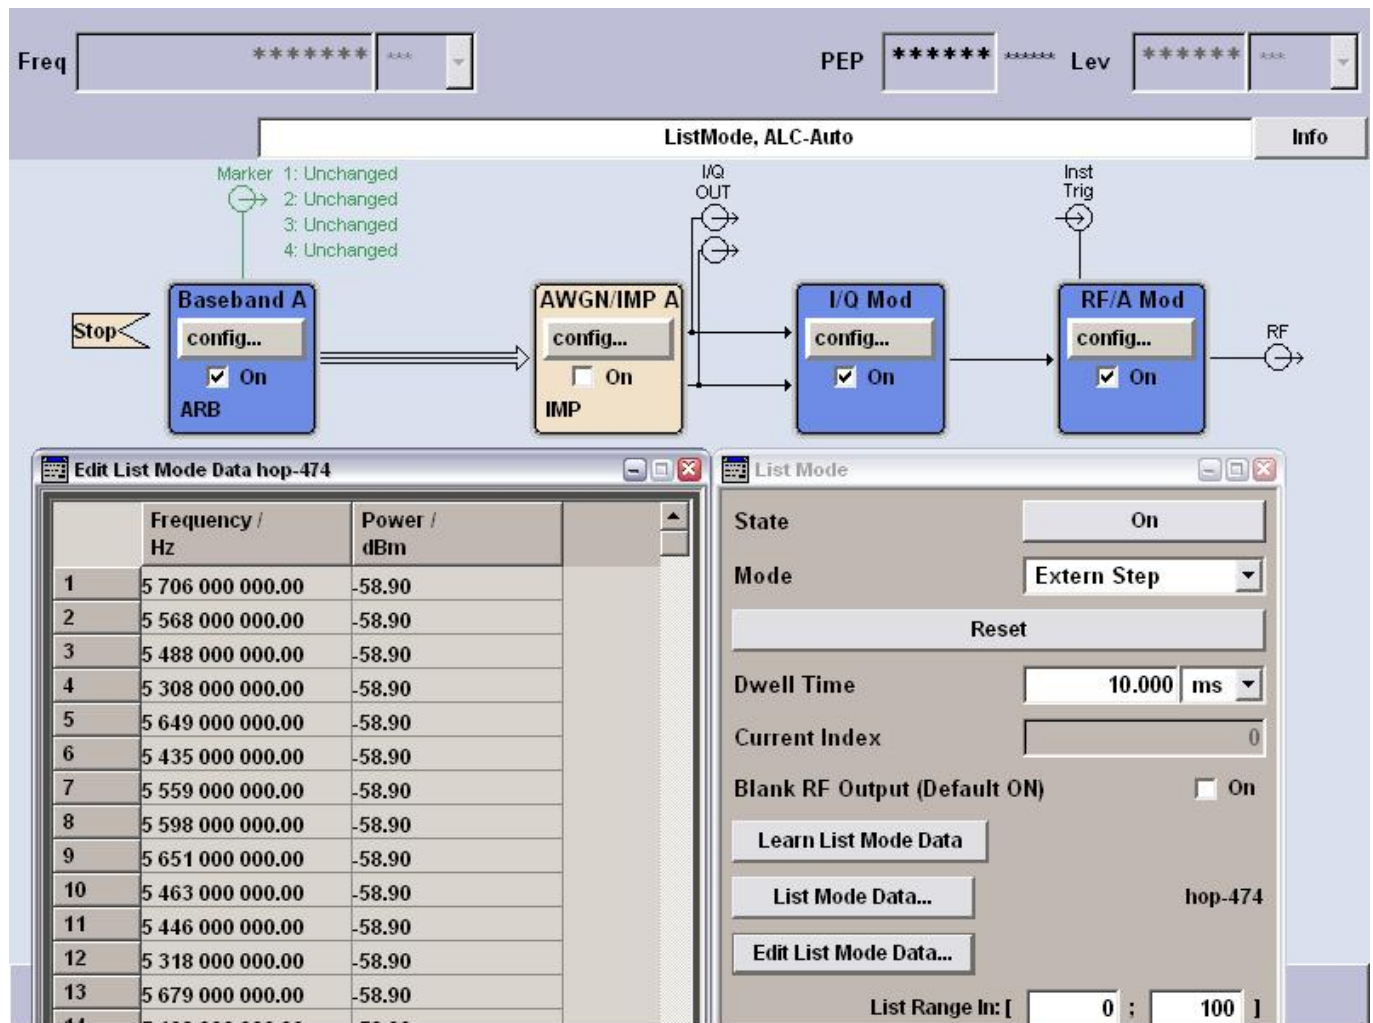 Freq ******* *** PEP ****** ****** Lev ****** ***
ListMode, ALC-Auto Info
Marker 1: Unchanged
2: Unchanged
3: Unchanged
4: Unchanged
I/Q
OUT
Inst
Trig
Stop
Baseband A
config...
On
ARB
AWGN/IMP A
config...
On
IMP
I/Q Mod
config...
On
RF/A Mod
config...
On
RF
Edit List Mode Data hop-474
Frequency / Power /
Hz dBm
1 5 706 000 000.00 -58.90
2 5 568 000 000.00 -58.90
3 5 488 000 000.00 -58.90
4 5 308 000 000.00 -58.90
5 5 649 000 000.00 -58.90
6 5 435 000 000.00 -58.90
7 5 559 000 000.00 -58.90
8 5 598 000 000.00 -58.90
9 5 651 000 000.00 -58.90
10 5 463 000 000.00 -58.90
11 5 446 000 000.00 -58.90
12 5 318 000 000.00 -58.90
13 5 679 000 000.00 -58.90
List Mode
State On
Mode Extern Step
Reset
Dwell Time 10.000 ms
Current Index 0
Blank RF Output (Default ON) On
Learn List Mode Data
List Mode Data... hop-474
Edit List Mode Data...
List Range In: [ 0 ; 100 ]